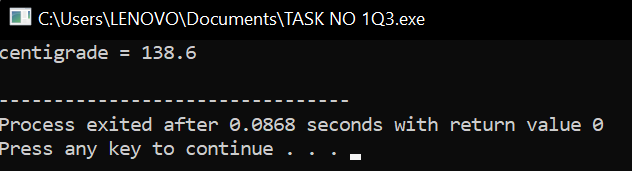 C:\Users\LENOVO\Documents\TASK NO 1Q3.exe
centigrade = 138.6
--------------------------------
Process exited after 0.0868 seconds with return value 0
Press any key to continue . . .